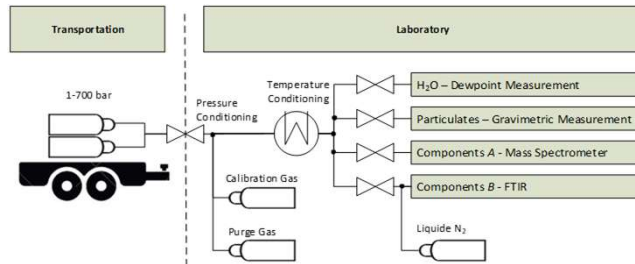 Transportation
Laboratory
1-700 bar
Pressure
Conditioning
Temperature
Conditioning
H₂O – Dewpoint Measurement
Particulates – Gravimetric Measurement
Components A - Mass Spectrometer
Components B - FTIR
Calibration Gas
Purge Gas
Liquide N₂